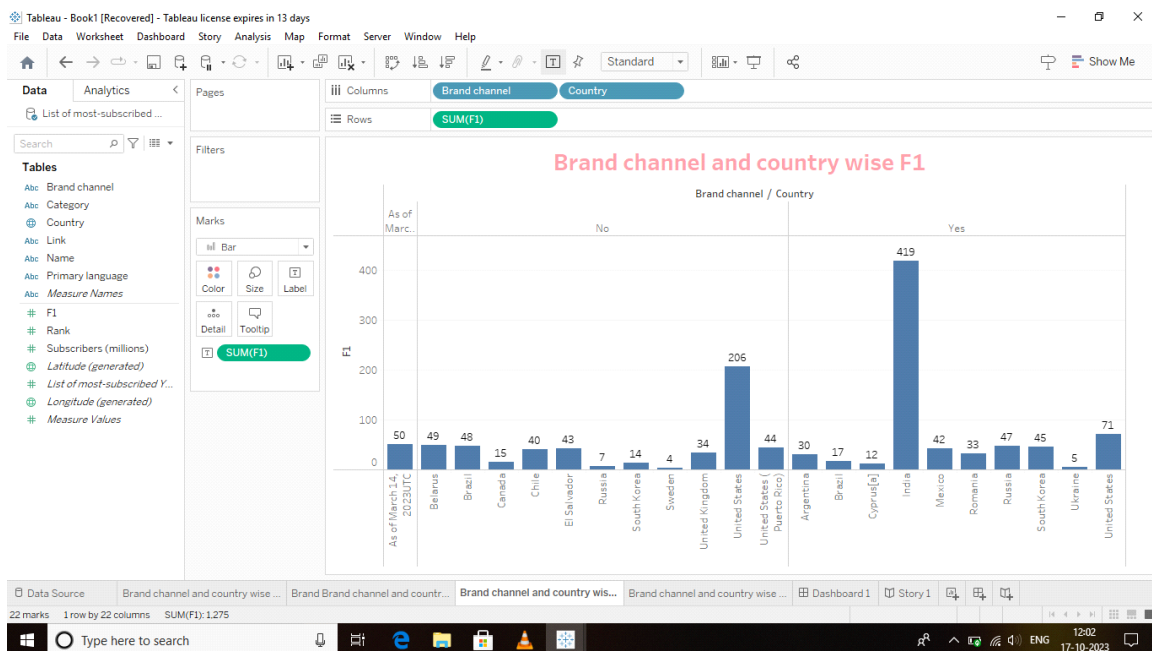 Tableau - Book1 [Recovered] - Tableau license expires in 13 days
File Data Worksheet Dashboard Story Analysis Map Format Server Window Help
Standard
Show Me
Data Analytics
List of most-subscribed ...
Search
Tables
Abc Brand channel
Abc Category
Country
Abc Link
Abc Name
Abc Primary language
Abc Measure Names
# F1
# Rank
# Subscribers (millions)
Latitude (generated)
# List of most-subscribed Y...
Longitude (generated)
# Measure Values
Pages
Filters
Marks
Bar
Color Size Label
Detail Tooltip
SUM(F1)
Columns Brand channel Country
Rows SUM(F1)
Brand channel and country wise F1
Brand channel / Country
As of
Marc..
No
Yes
F1
400
300
200
100
0
50 49 48 15 40 43 7 14 4 34 206 44 30 17 12 419 42 33 47 45 5 71
As of March 14,
2023UTC
Belarus
Brazil
Canada
Chile
El Salvador
Russia
South Korea
Sweden
United Kingdom
United States
United States (
Puerto Rico)
Argentina
Brazil
Cyprus[a]
India
Mexico
Romania
Russia
South Korea
Ukraine
United States
Data Source Brand channel and country wise ... Brand Brand channel and countr... Brand channel and country wis... Brand channel and country wise ... Dashboard 1 Story 1
22 marks 1 row by 22 columns SUM(F1): 1,275
Type here to search
ENG
12:02
17-10-2023